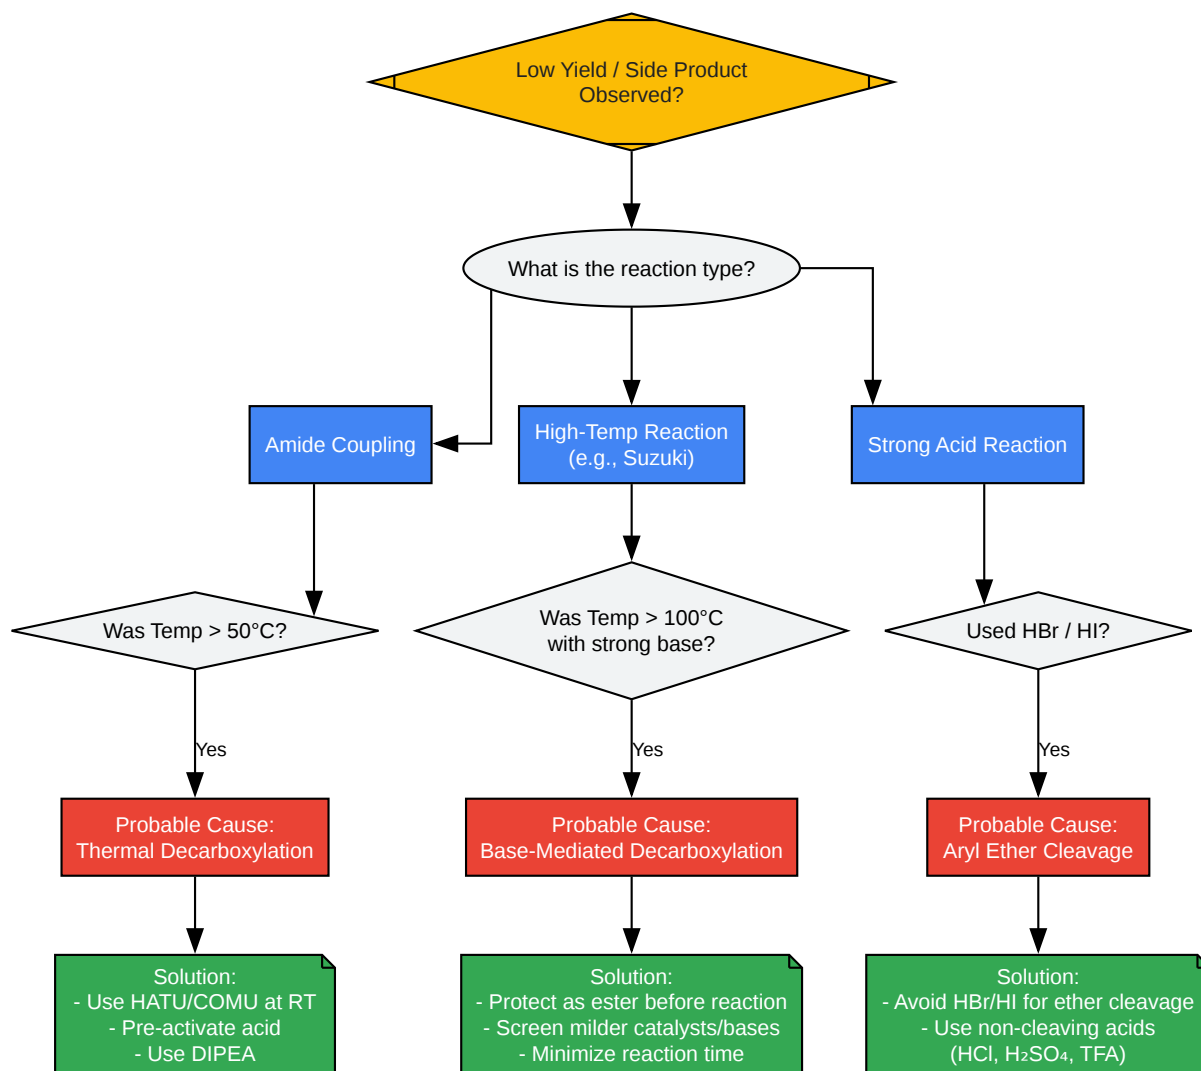 Low Yield / Side Product
Observed?
What is the reaction type?
Amide Coupling
High-Temp Reaction
(e.g., Suzuki)
Strong Acid Reaction
Was Temp > 50°C?
Was Temp > 100°C
with strong base?
Used HBr / HI?
Yes
Yes
Yes
Probable Cause:
Thermal Decarboxylation
Probable Cause:
Base-Mediated Decarboxylation
Probable Cause:
Aryl Ether Cleavage
Solution:
- Use HATU/COMU at RT
- Pre-activate acid
- Use DIPEA
Solution:
- Protect as ester before reaction
- Screen milder catalysts/bases
- Minimize reaction time
Solution:
- Avoid HBr/HI for ether cleavage
- Use non-cleaving acids
(HCl, H₂SO₄, TFA)